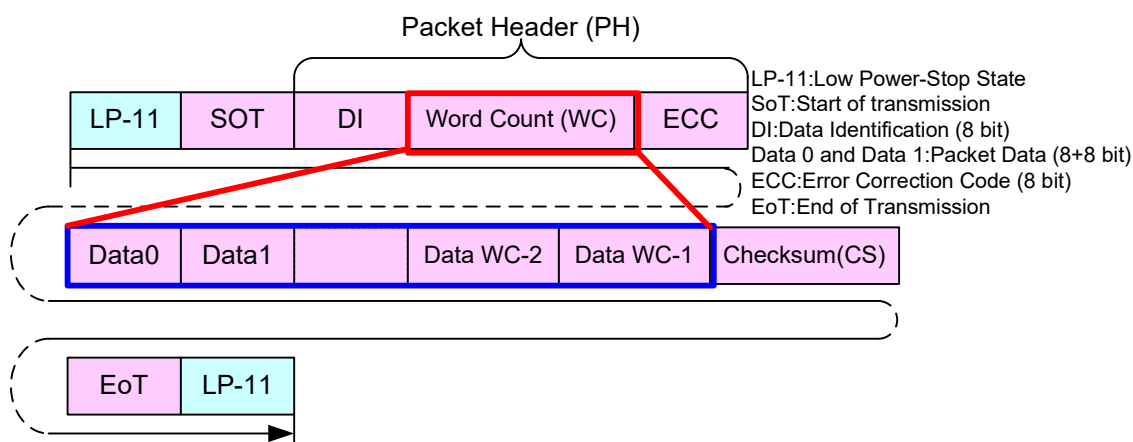 Packet Header (PH)
LP-11 SOT DI Word Count (WC) ECC
LP-11:Low Power-Stop State
SoT:Start of transmission
DI:Data Identification (8 bit)
Data 0 and Data 1:Packet Data (8+8 bit)
ECC:Error Correction Code (8 bit)
EoT:End of Transmission
Data0 Data1 Data WC-2 Data WC-1 Checksum(CS)
EoT LP-11